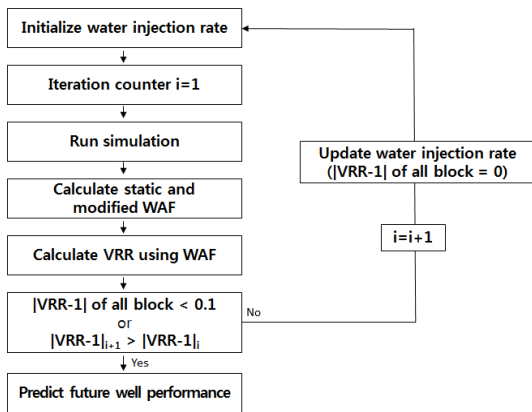 Initialize water injection rate
Iteration counter i=1
Run simulation
Calculate static and
modified WAF
Calculate VRR using WAF
|VRR-1| of all block < 0.1
or
|VRR-1|i+1 > |VRR-1|i
No
Yes
Predict future well performance
i=i+1
Update water injection rate
(|VRR-1| of all block = 0)